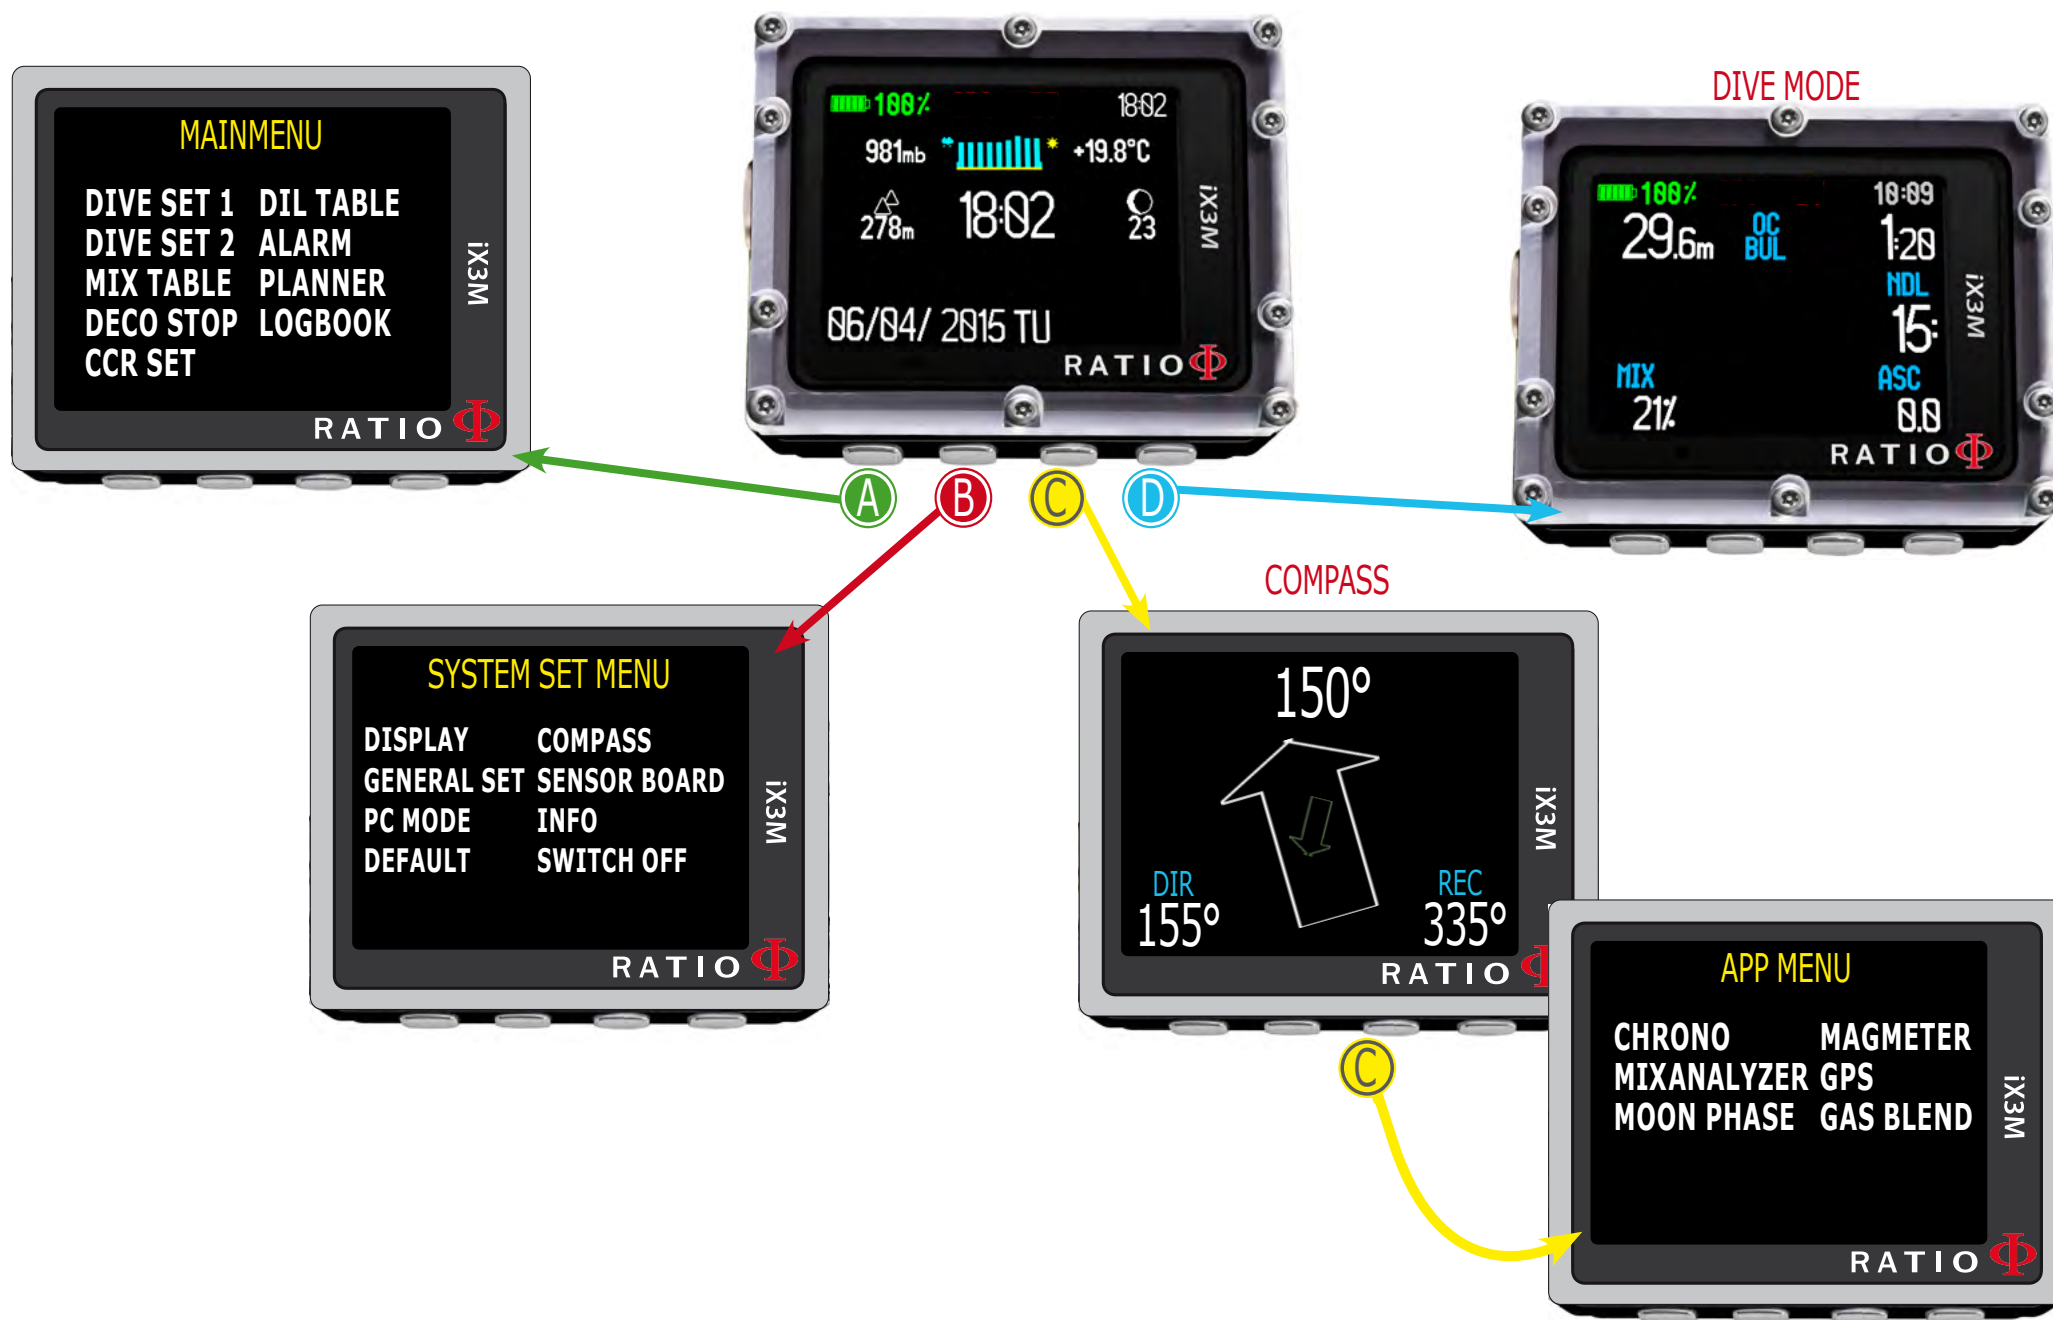 MAINMENU
DIVE SET 1 DIL TABLE
DIVE SET 2 ALARM
MIX TABLE PLANNER
DECO STOP LOGBOOK
CCR SET
iX3M
RATIO
100% 18:02
981mb +19.8°C
278m 18:02 23
06/04/ 2015 TU
iX3M
RATIO
DIVE MODE
100% 18:09
29.6m OC BUL 1:20
NDL
15:
MIX ASC
21% 0.0
iX3M
RATIO
A B C D
SYSTEM SET MENU
DISPLAY COMPASS
GENERAL SET SENSOR BOARD
PC MODE INFO
DEFAULT SWITCH OFF
iX3M
RATIO
COMPASS
150°
DIR REC
155° 335°
iX3M
RATIO
C
APP MENU
CHRONO MAGMETER
MIXANALYZER GPS
MOON PHASE GAS BLEND
iX3M
RATIO